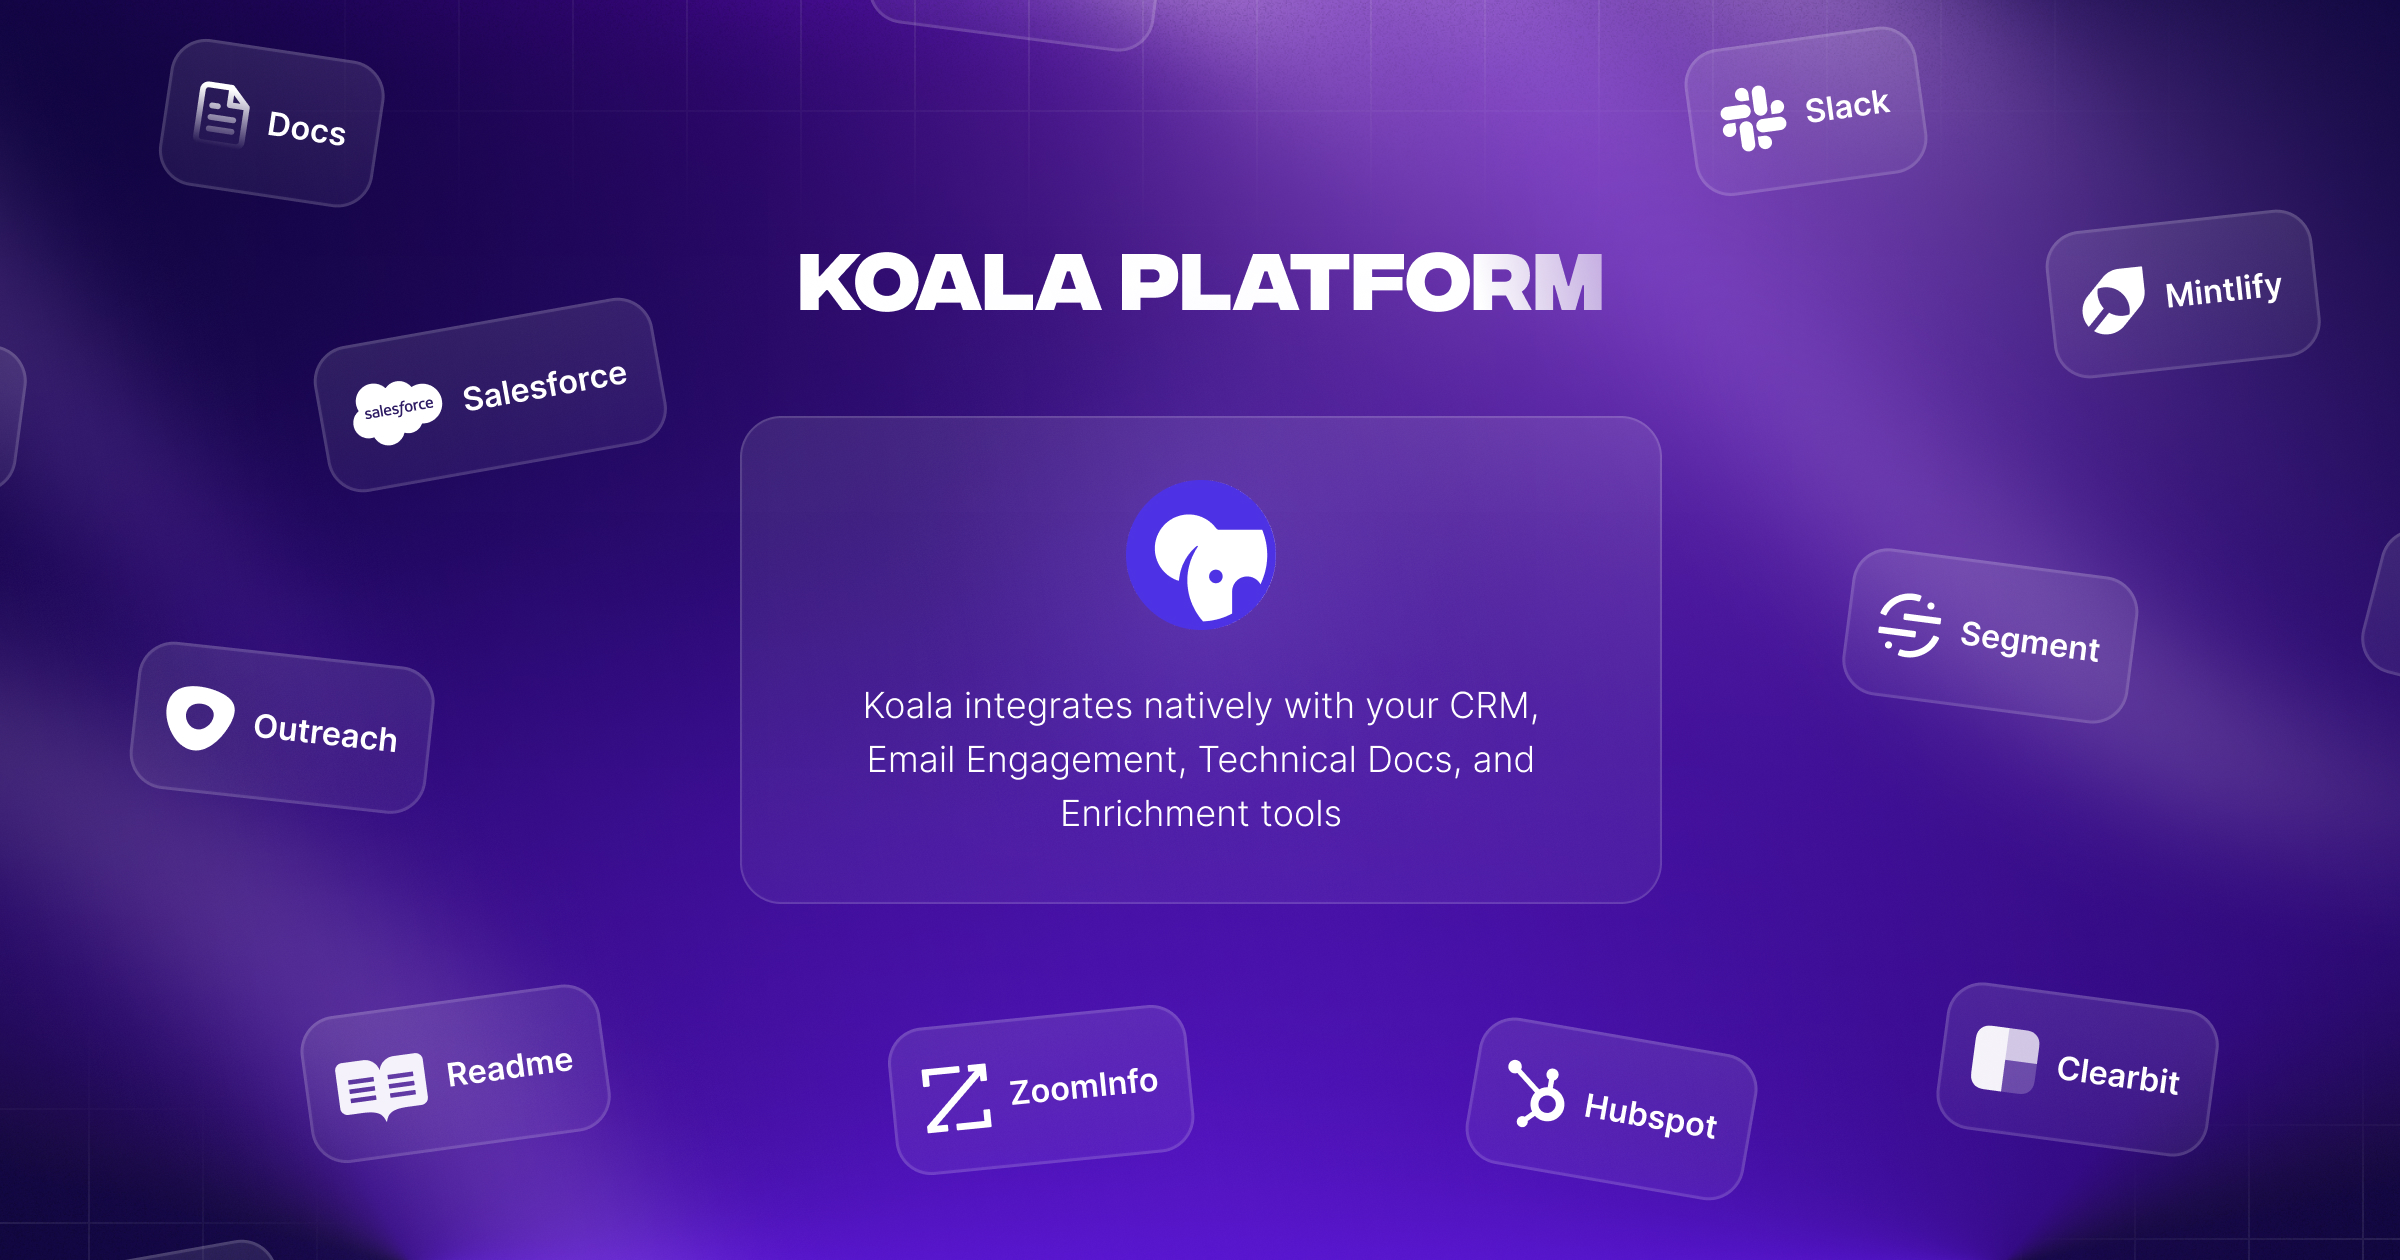 Docs
Slack
KOALA PLATFORM
Mintlify
salesforce
Salesforce
Segment
Outreach
Koala integrates natively with your CRM,
Email Engagement, Technical Docs, and
Enrichment tools
Readme
ZoomInfo
Hubspot
Clearbit